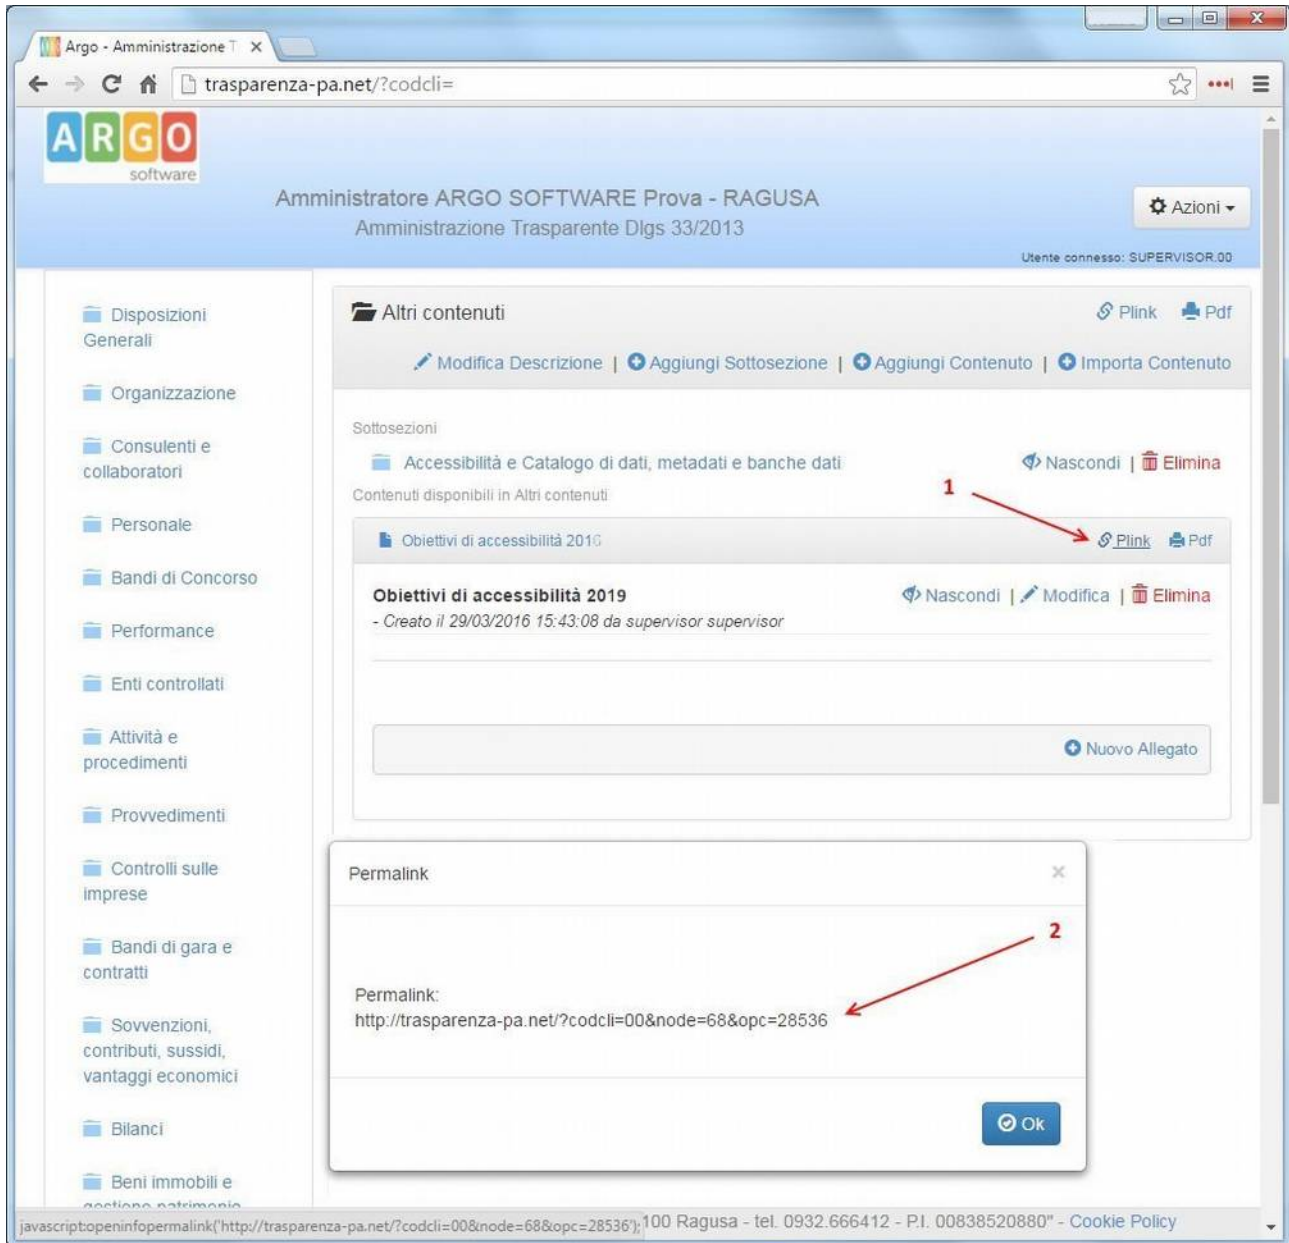 Argo - Amministrazione T
trasparenza-pa.net/?codcli=
ARGO
software
Amministratore ARGO SOFTWARE Prova - RAGUSA
Amministrazione Trasparente Dlgs 33/2013
Azioni
Utente connesso: SUPERVISOR.00
Disposizioni
Generali
Organizzazione
Consulenti e
collaboratori
Personale
Bandi di Concorso
Performance
Enti controllati
Attività e
procedimenti
Provvedimenti
Controlli sulle
imprese
Bandi di gara e
contratti
Sovvenzioni,
contributi, sussidi,
vantaggi economici
Bilanci
Beni immobili e
gestione patrimonio
Altri contenuti Plink Pdf
Modifica Descrizione | Aggiungi Sottosezione | Aggiungi Contenuto | Importa Contenuto
Sottosezioni
Accessibilità e Catalogo di dati, metadati e banche dati Nascondi | Elimina
Contenuti disponibili in Altri contenuti
1
Obiettivi di accessibilità 2016 Plink Pdf
Obiettivi di accessibilità 2019 Nascondi | Modifica | Elimina
- Creato il 29/03/2016 15:43:08 da supervisor supervisor
Nuovo Allegato
Permalink ×
2
Permalink:
http://trasparenza-pa.net/?codcli=00&node=68&opc=28536
Ok
javascript:openinfopermalink('http://trasparenza-pa.net/?codcli=00&node=68&opc=28536'); 100 Ragusa - tel. 0932.666412 - P.I. 00838520880" - Cookie Policy